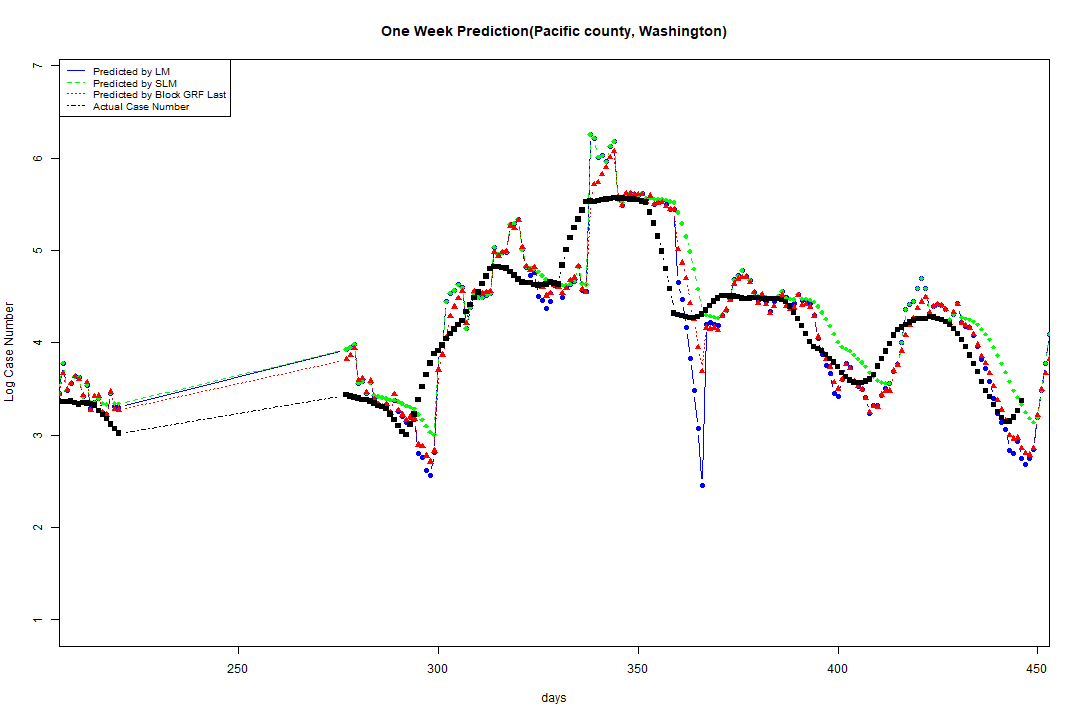 One Week Prediction(Pacific county, Washington)
Predicted by LM
Predicted by SLM
Predicted by Block GRF Last
Actual Case Number
Log Case Number
7
6
5
4
3
2
1
250
300
350
400
450
days